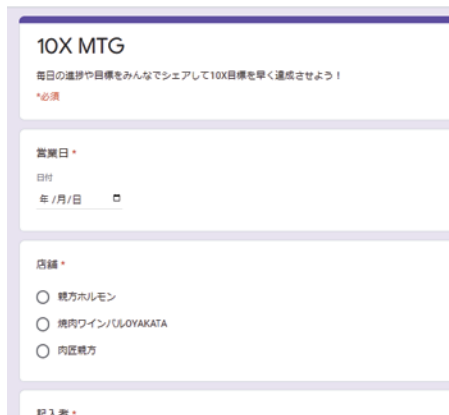 10X MTG
毎日の進捗や目標をみんなでシェアして10X目標を早く達成させよう！
*必須
営業日 *
日付
年 /月/日
店舗 *
親方ホルモン
焼肉ワインバルOYAKATA
肉匠親方
記入者 *